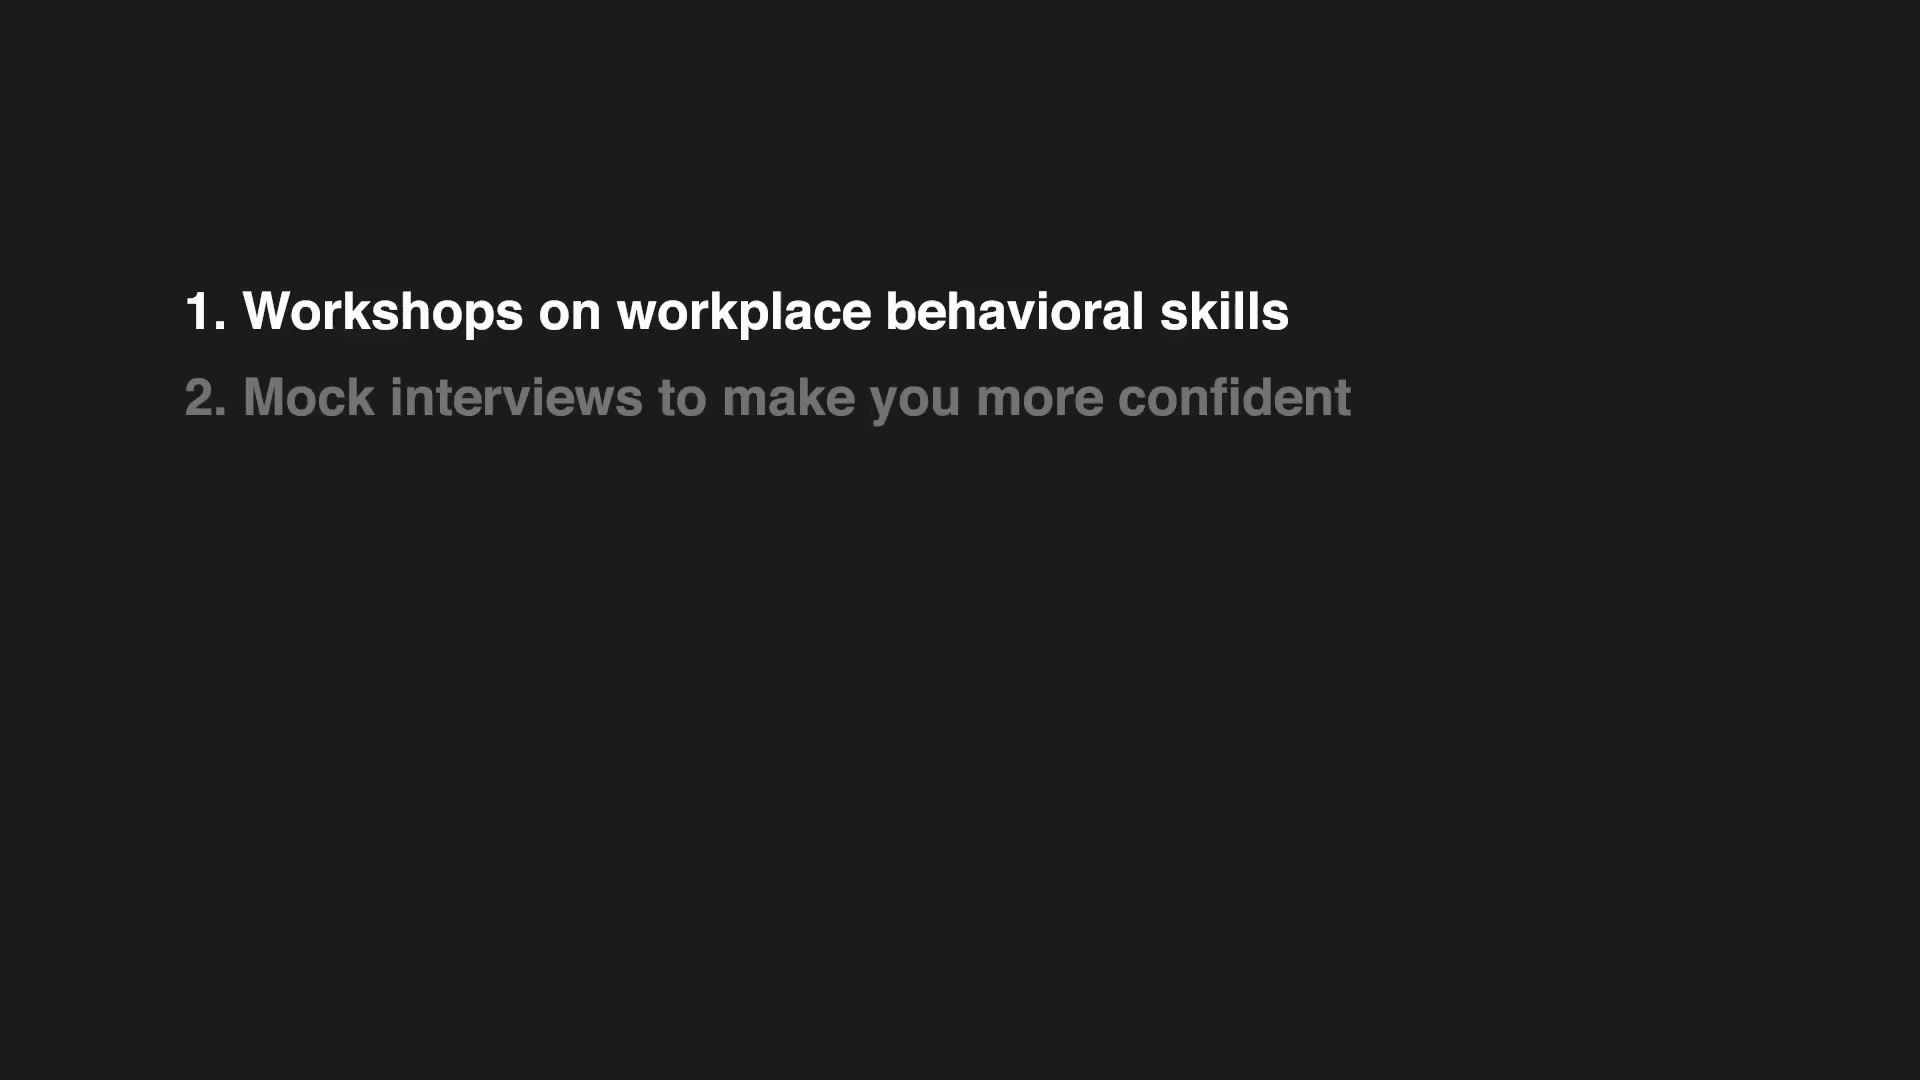 1. Workshops on workplace behavioral skills
2. Mock interviews to make you more confident